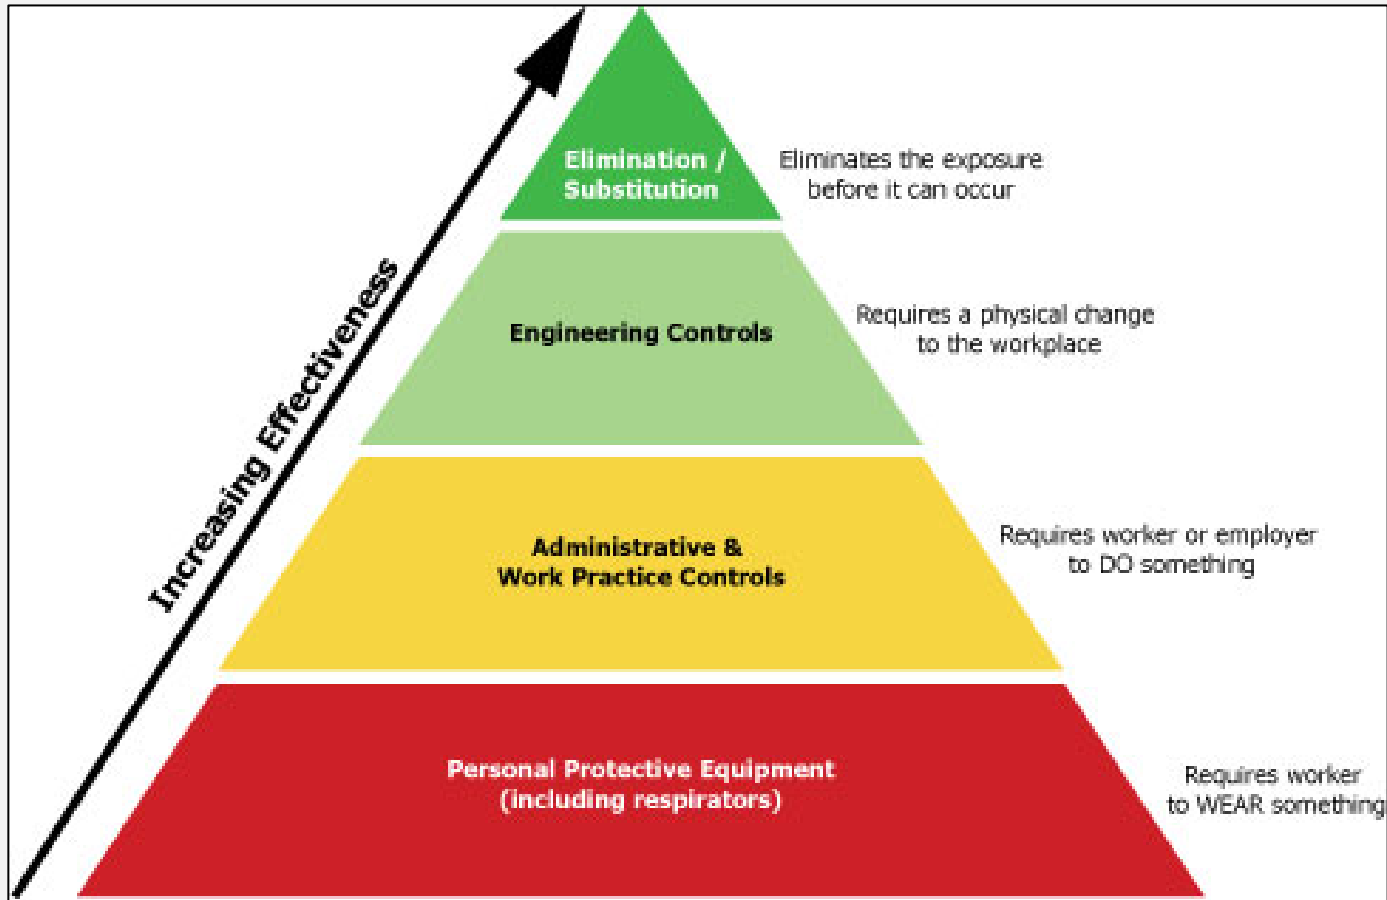 Increasing Effectiveness
Elimination /
Substitution
Eliminates the exposure
before it can occur
Engineering Controls
Requires a physical change
to the workplace
Administrative &
Work Practice Controls
Requires worker or employer
to DO something
Personal Protective Equipment
(including respirators)
Requires worker
to WEAR something